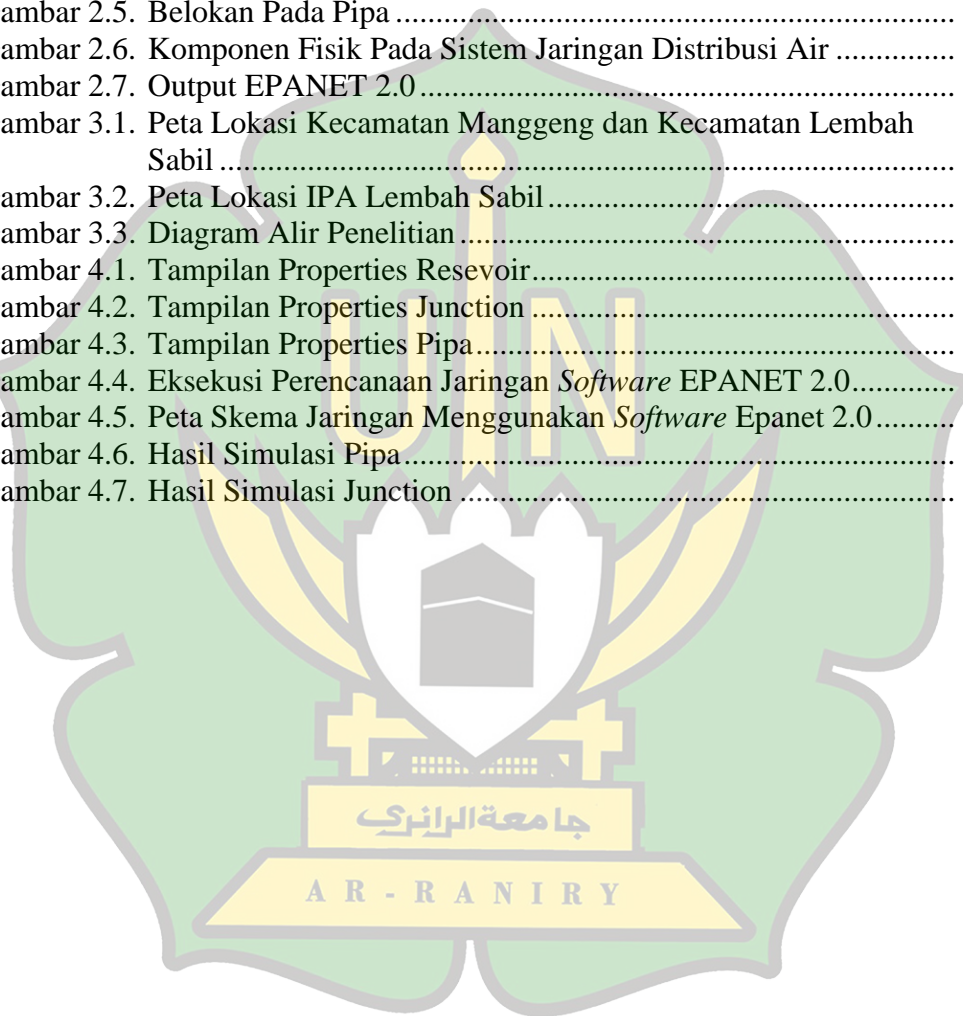 ambar 2.5. Belokan Pada Pipa ........................................................................
ambar 2.6. Komponen Fisik Pada Sistem Jaringan Distribusi Air ...............
ambar 2.7. Output EPANET 2.0 .....................................................................
ambar 3.1. Peta Lokasi Kecamatan Manggeng dan Kecamatan Lembah
Sabil ...............................................................................................
ambar 3.2. Peta Lokasi IPA Lembah Sabil .....................................................
ambar 3.3. Diagram Alir Penelitian ................................................................
ambar 4.1. Tampilan Properties Resevoir .......................................................
ambar 4.2. Tampilan Properties Junction .......................................................
ambar 4.3. Tampilan Properties Pipa ..............................................................
ambar 4.4. Eksekusi Perencanaan Jaringan Software EPANET 2.0 .............
ambar 4.5. Peta Skema Jaringan Menggunakan Software Epanet 2.0 ..........
ambar 4.6. Hasil Simulasi Pipa .......................................................................
ambar 4.7. Hasil Simulasi Junction ................................................................
UIN
جامعة الرانري
AR-RANIRY